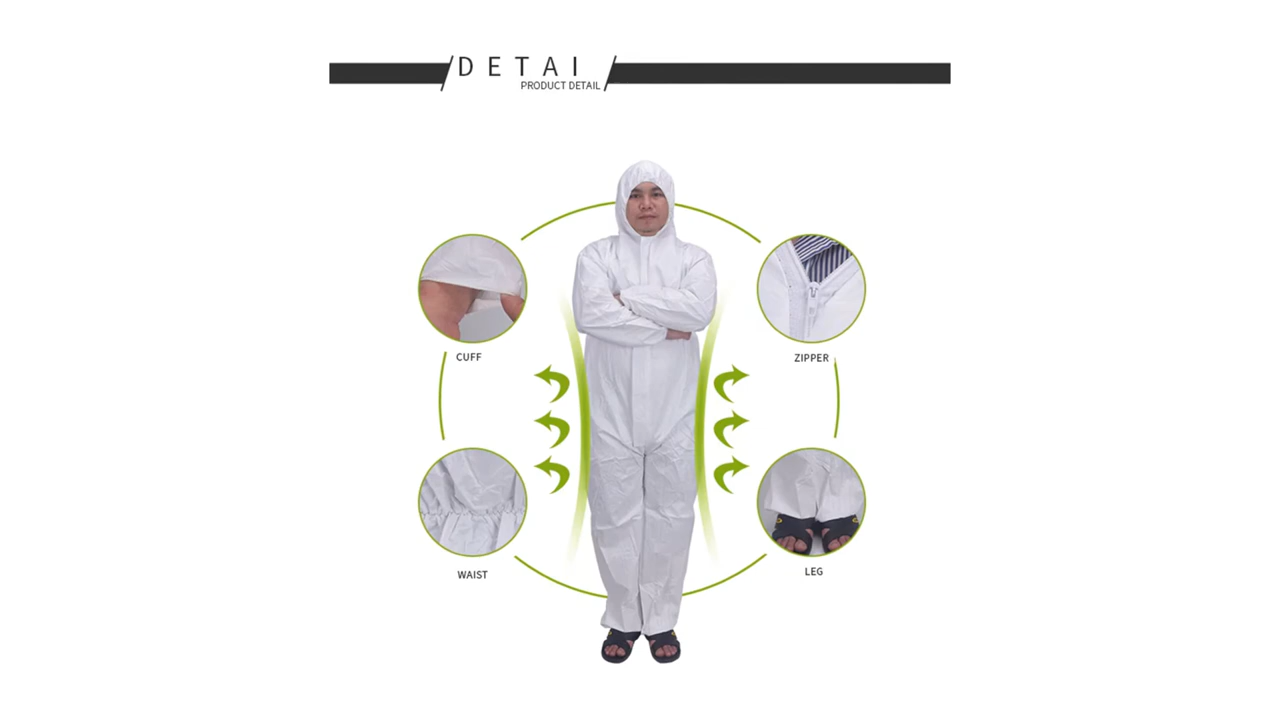 DETAI
PRODUCT DETAIL
CUFF
ZIPPER
WAIST
LEG